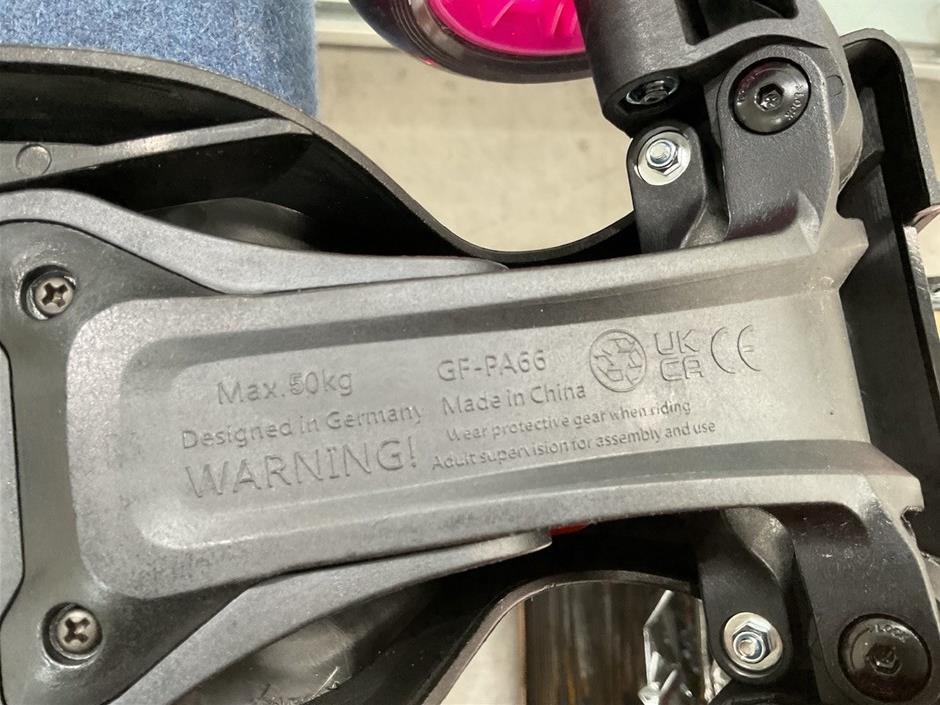 Max.50kg
Designed in Germany
WARNING!
GF-PA66
Made in China
Wear protective gear when riding
Adult supervision for assembly and use
UK
CA
CE